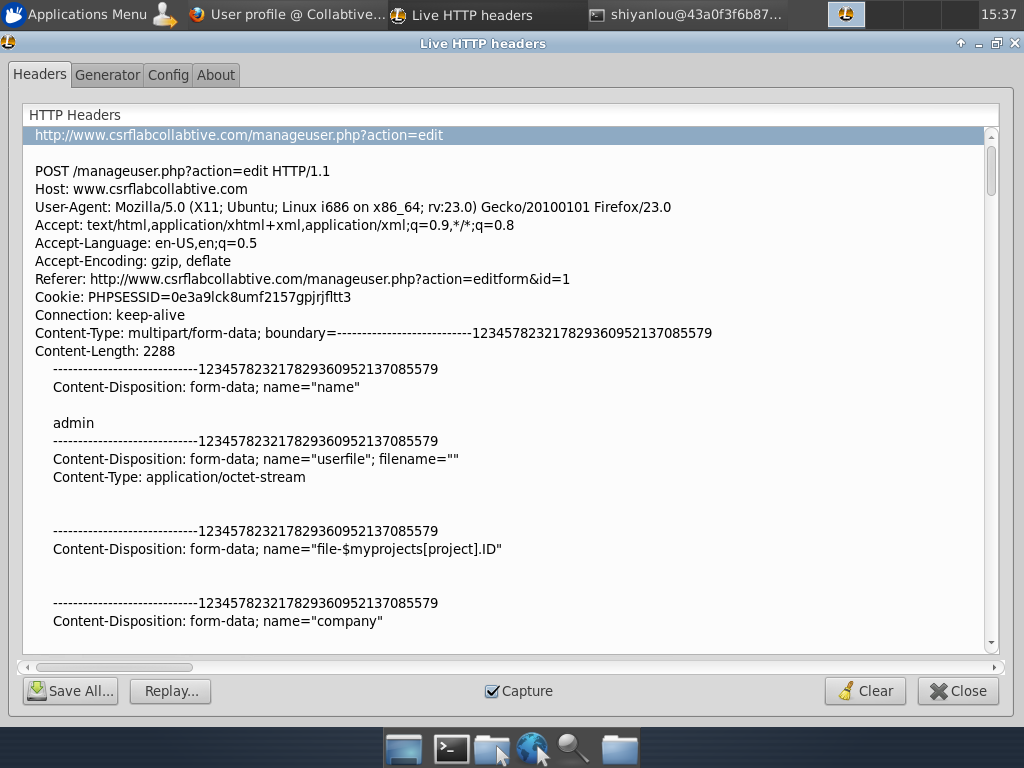 Applications Menu
User profile @ Collabtive...
Live HTTP headers
shiyanlou@43a0f3f6b87...
15:37
Live HTTP headers
Headers Generator Config About
HTTP Headers
http://www.csrflabcollabtive.com/manageuser.php?action=edit
POST /manageuser.php?action=edit HTTP/1.1
Host: www.csrflabcollabtive.com
User-Agent: Mozilla/5.0 (X11; Ubuntu; Linux i686 on x86_64; rv:23.0) Gecko/20100101 Firefox/23.0
Accept: text/html,application/xhtml+xml,application/xml;q=0.9,*/*;q=0.8
Accept-Language: en-US,en;q=0.5
Accept-Encoding: gzip, deflate
Referer: http://www.csrflabcollabtive.com/manageuser.php?action=editform&id=1
Cookie: PHPSESSID=0e3a9lck8umf2157gpjrjfltt3
Connection: keep-alive
Content-Type: multipart/form-data; boundary=---------------------------123457823217829360952137085579
Content-Length: 2288
-----------------------------123457823217829360952137085579
Content-Disposition: form-data; name="name"
admin
-----------------------------123457823217829360952137085579
Content-Disposition: form-data; name="userfile"; filename=""
Content-Type: application/octet-stream
-----------------------------123457823217829360952137085579
Content-Disposition: form-data; name="file-$myprojects[project].ID"
-----------------------------123457823217829360952137085579
Content-Disposition: form-data; name="company"
Save All... Replay... Capture Clear Close